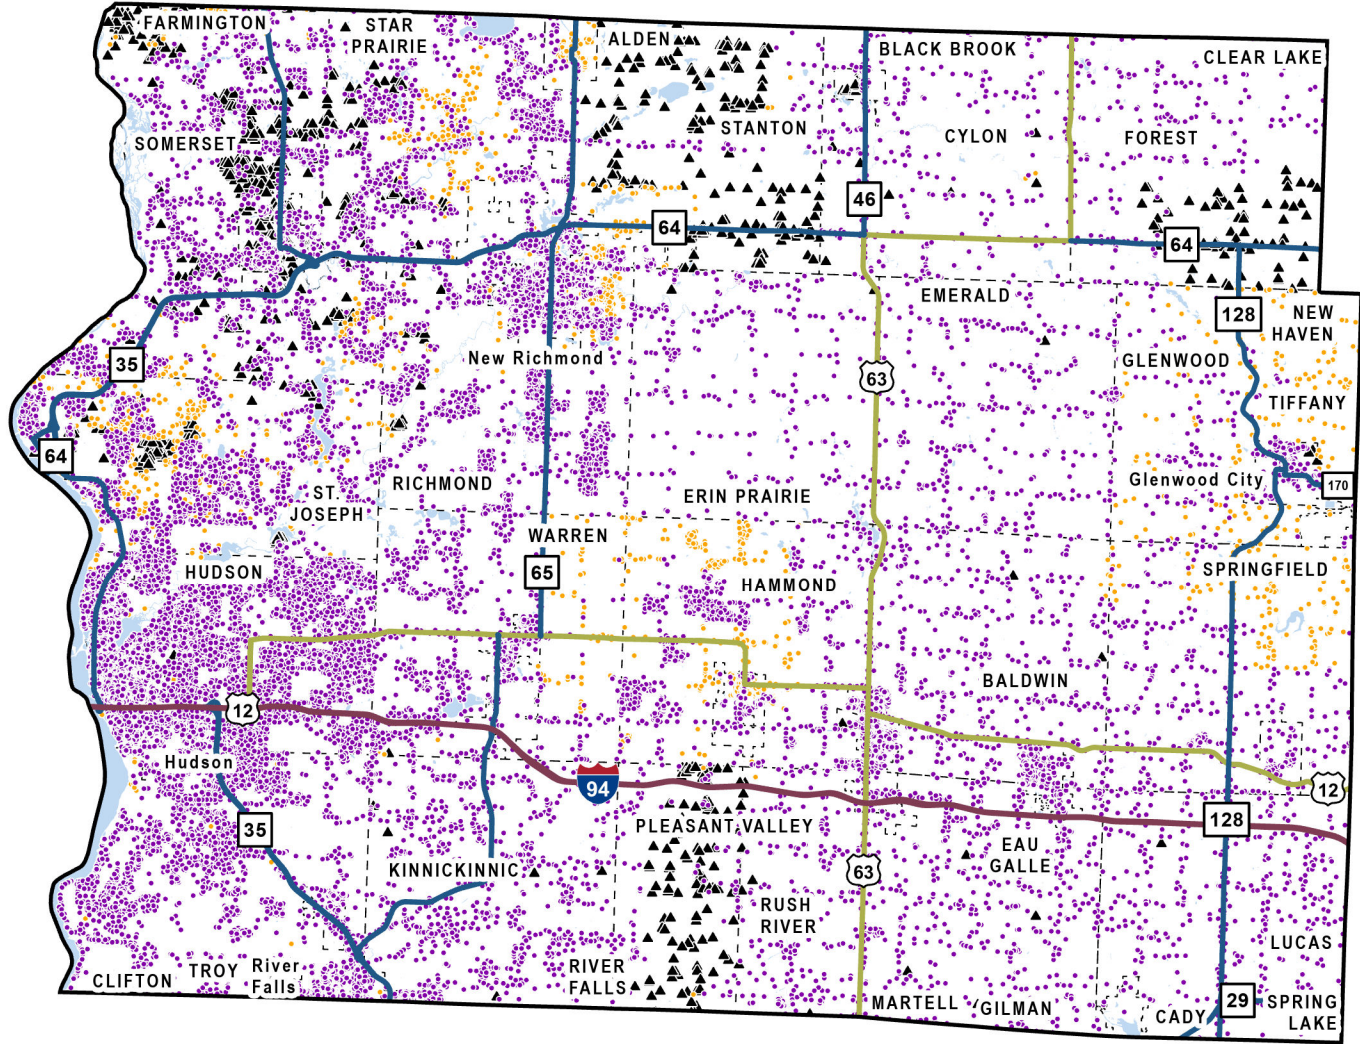 FARMINGTON
STAR
PRAIRIE
ALDEN
BLACK BROOK
CLEAR LAKE
SOMERSET
STANTON
CYLON
FOREST
46
64
64
EMERALD
128
NEW
HAVEN
35
New Richmond
63
GLENWOOD
TIFFANY
64
RICHMOND
ST.
JOSEPH
ERIN PRAIRIE
Glenwood City
170
WARREN
HUDSON
65
HAMMOND
SPRINGFIELD
BALDWIN
12
Hudson
94
12
35
PLEASANT VALLEY
128
EAU
GALLE
KINNICKINNIC
63
RUSH
RIVER
LUCAS
CLIFTON
TROY
River
Falls
RIVER
FALLS
MARTELL
GILMAN
CADY
29
SPRING
LAKE